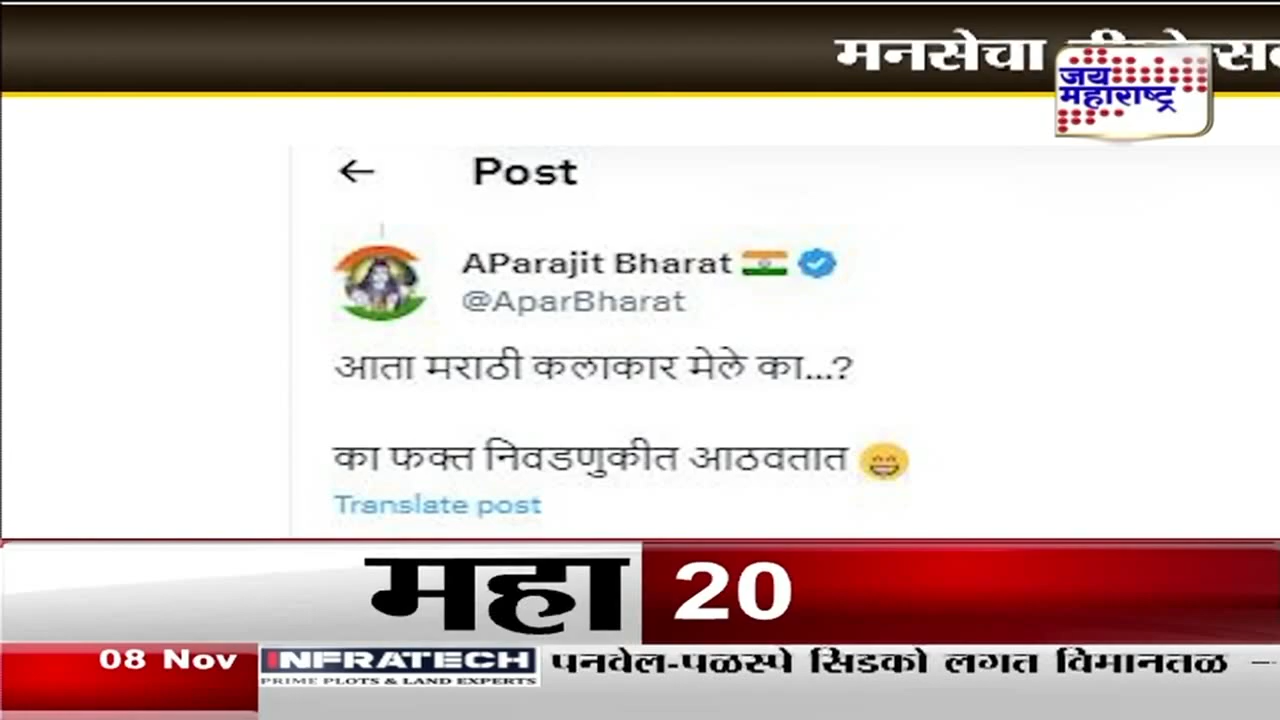 मनसेचा
जय
महाराष्ट्र
← Post
AParajit Bharat 🇮🇳
@AparBharat
आता मराठी कलाकार मेले का...?
का फक्त निवडणुकीत आठवतात 😁
Translate post
महा 20
08 Nov
INFRATECH
PRIME PLOTS & LAND EXPERTS
पनवेल-पळस्पे सिडको लगत विमानतळ –